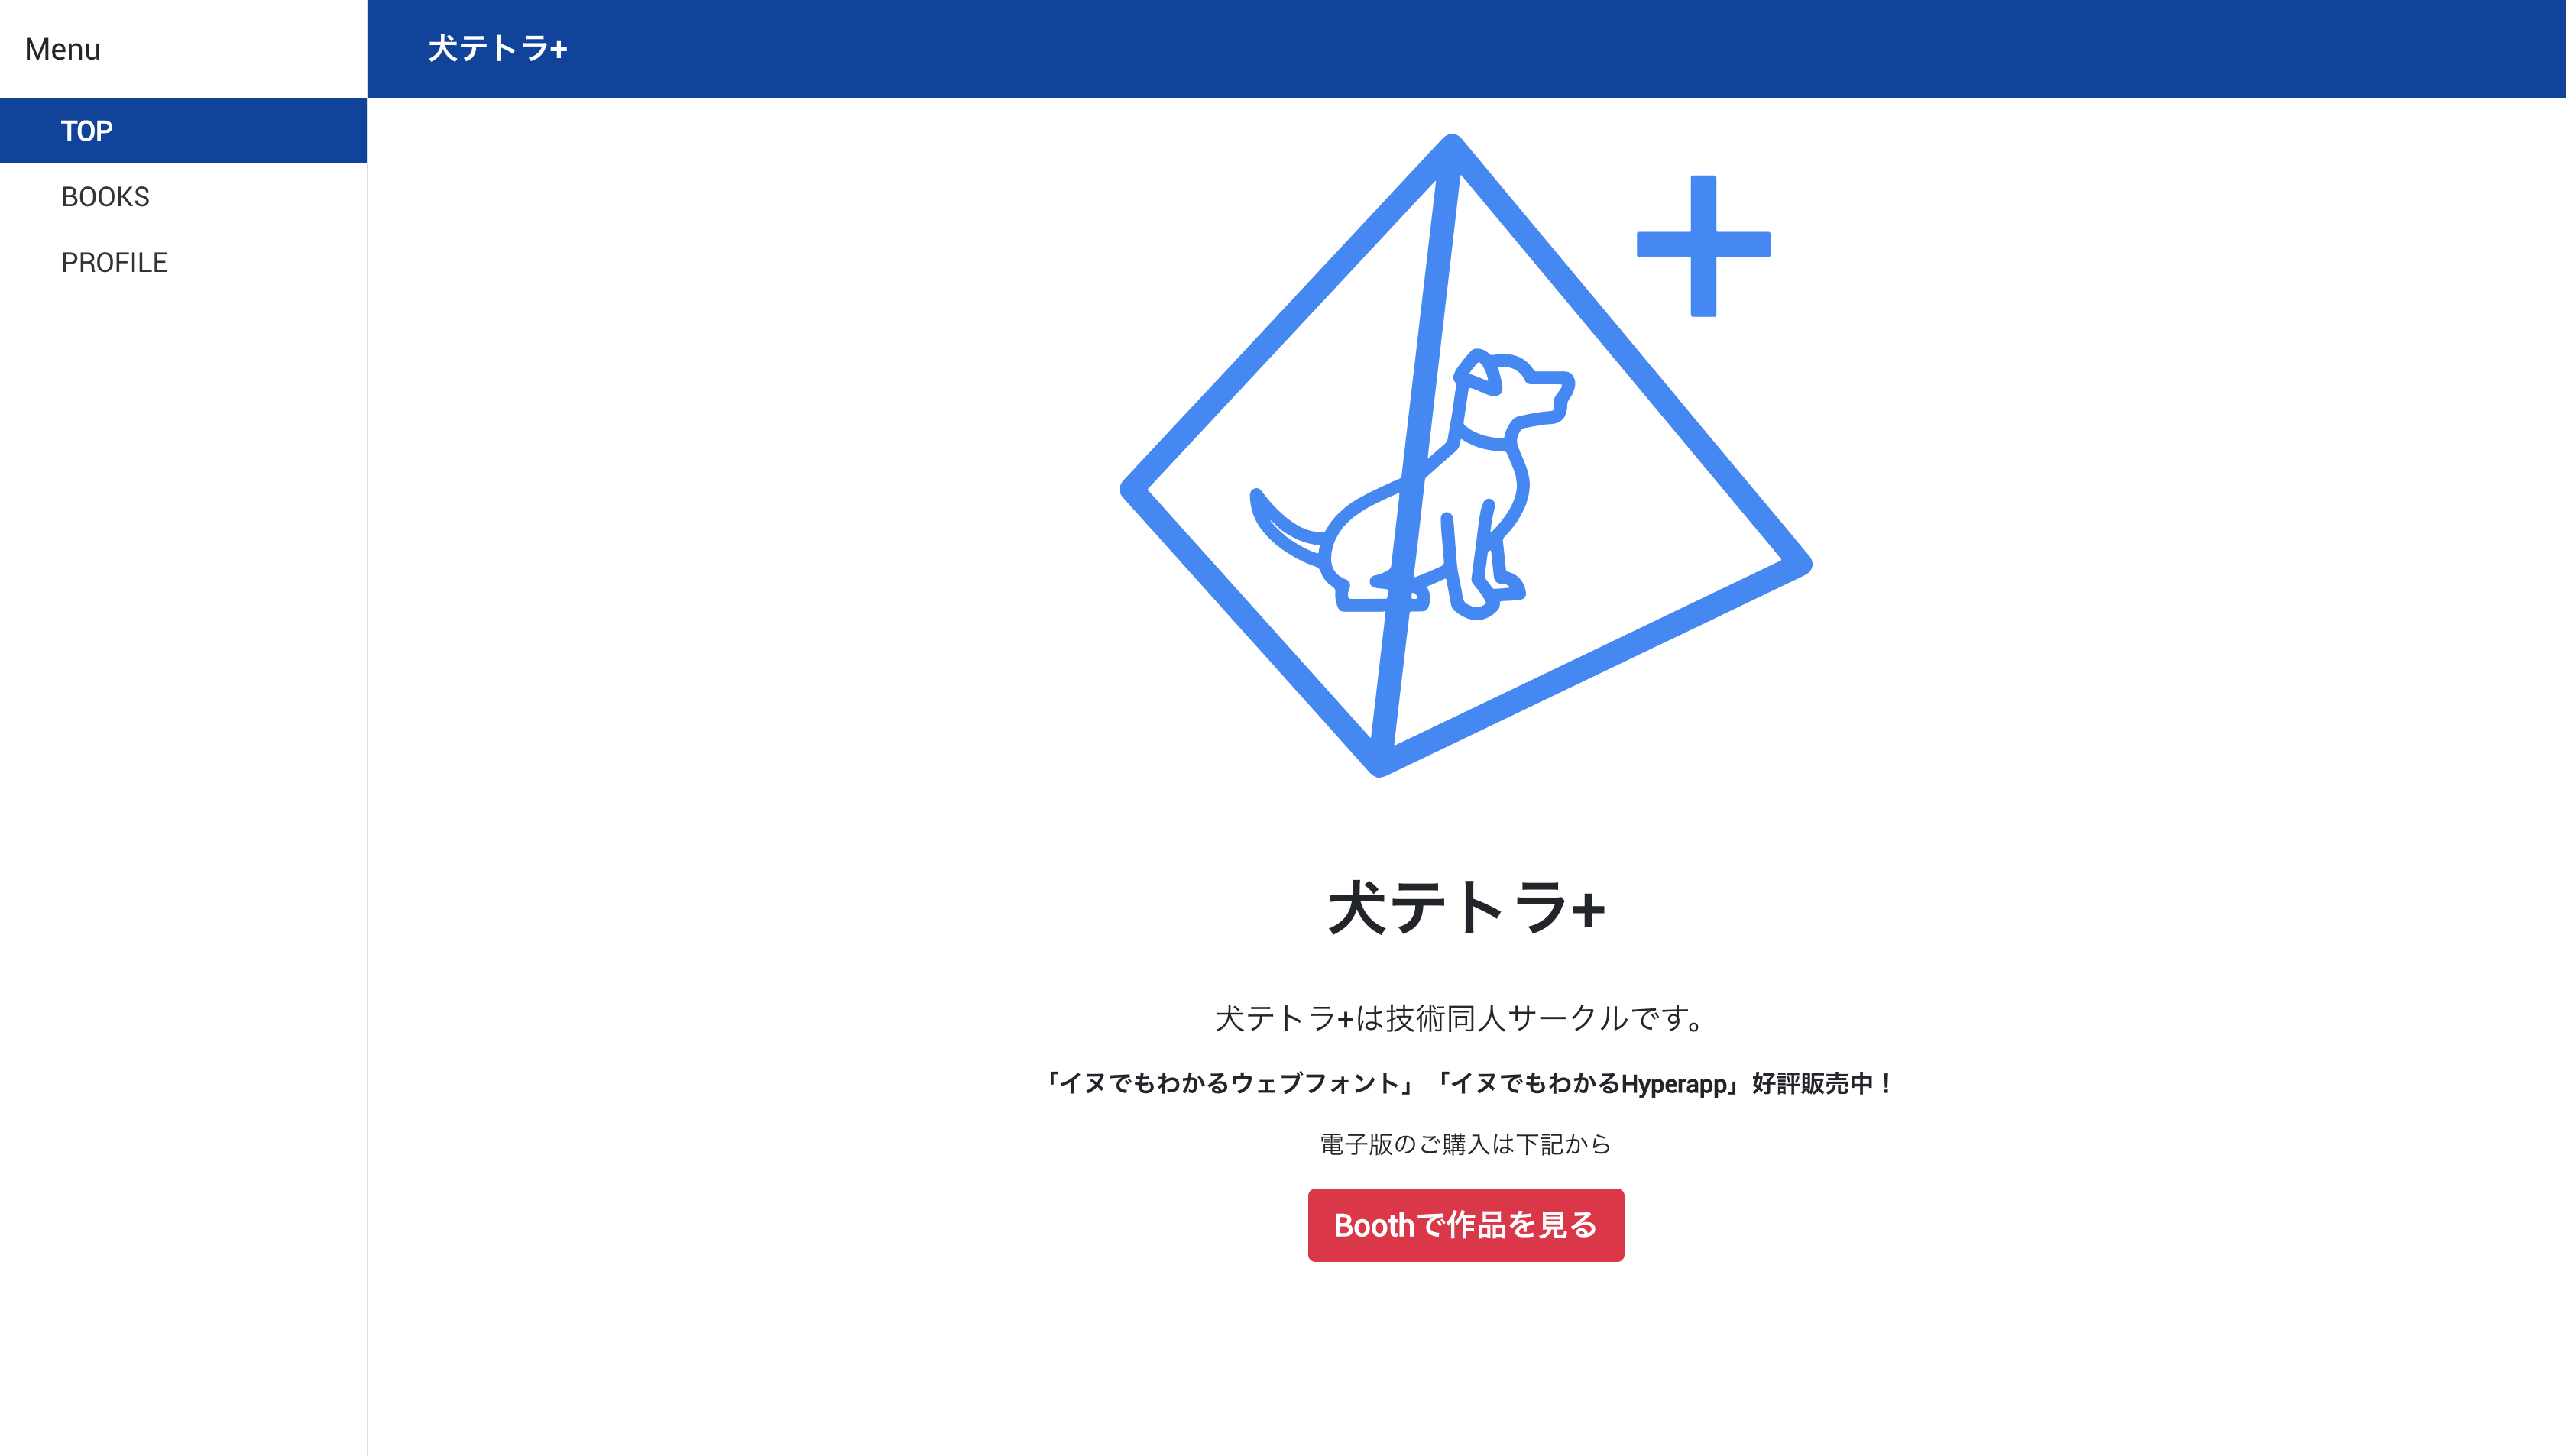 Menu
犬テトラ+
TOP
BOOKS
PROFILE
犬テトラ+
犬テトラ+は技術同人サークルです。
「イヌでもわかるウェブフォント」「イヌでもわかるHyperapp」好評販売中！
電子版のご購入は下記から
Boothで作品を見る